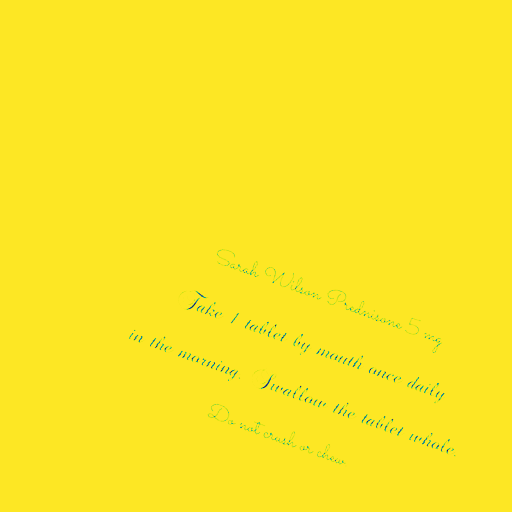 Sarah Wilson Prednisone 5 mg
Take 1 tablet by mouth once daily
in the morning. Swallow the tablet whole.
Do not crush or chew